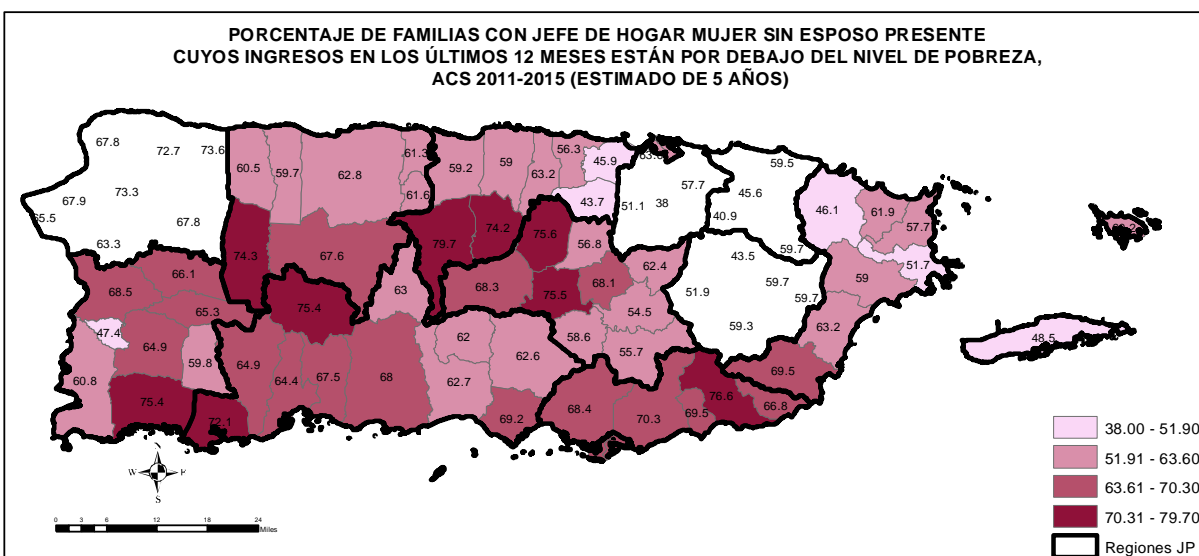 PORCENTAJE DE FAMILIAS CON JEFE DE HOGAR MUJER SIN ESPOSO PRESENTE
CUYOS INGRESOS EN LOS ÚLTIMOS 12 MESES ESTÁN POR DEBAJO DEL NIVEL DE POBREZA,
ACS 2011-2015 (ESTIMADO DE 5 AÑOS)
67.8 72.7 73.6 60.5 59.7 62.8 61.3 59.2 59 63.2 56.3 45.9 57.7 45.6 59.5
67.9 73.3 61.6 43.7 51.1 38 40.9 46.1 61.9 57.7
65.5 67.8 63.3 74.3 67.6 79.7 74.2 75.6 56.8 43.5 59.7 51.7
68.5 66.1 65.3 75.4 63 68.3 75.5 68.1 62.4 51.9 59.7 59.7 59
47.4 64.9 59.8 64.9 64.4 67.5 68 62 62.6 58.6 54.5 55.7 59.3 63.2 48.5
60.8 75.4 72.1 62.7 69.2 68.4 70.3 69.5 76.6 66.8 69.5
N
W E
S
0 3 6 12 18 24
Miles
38.00 - 51.90
51.91 - 63.60
63.61 - 70.30
70.31 - 79.70
Regiones JP